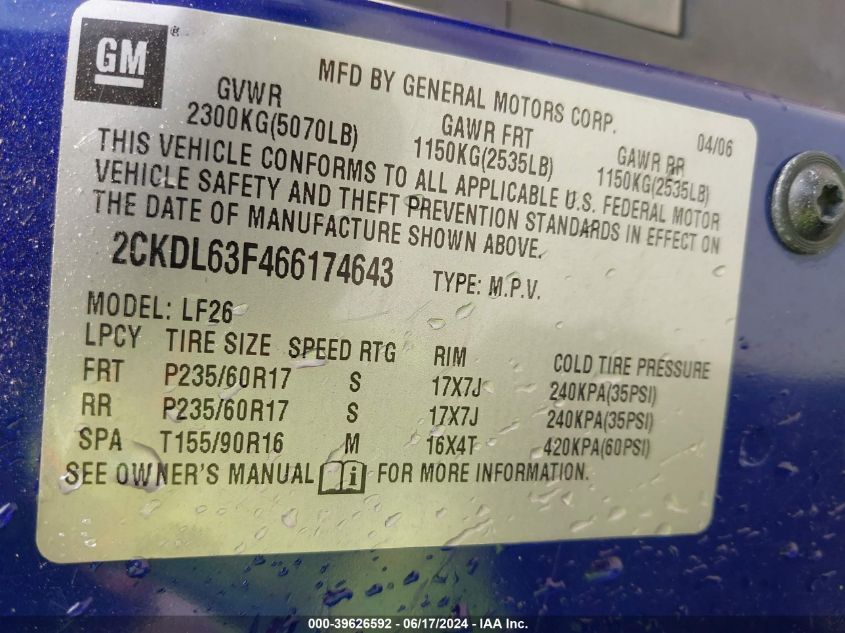 GM ®
MFD BY GENERAL MOTORS CORP. 04/06
GVWR GAWR FRT GAWR RR
2300KG(5070LB) 1150KG(2535LB) 1150KG(2535LB)
THIS VEHICLE CONFORMS TO ALL APPLICABLE U.S. FEDERAL MOTOR
VEHICLE SAFETY AND THEFT PREVENTION STANDARDS IN EFFECT ON
THE DATE OF MANUFACTURE SHOWN ABOVE.
2CKDL63F466174643 TYPE: M.P.V.
MODEL: LF26
LPCY TIRE SIZE SPEED RTG RIM COLD TIRE PRESSURE
FRT P235/60R17 S 17X7J 240KPA(35PSI)
RR P235/60R17 S 17X7J 240KPA(35PSI)
SPA T155/90R16 M 16X4T 420KPA(60PSI)
SEE OWNER'S MANUAL i FOR MORE INFORMATION.
000-39626592 - 06/17/2024 - IAA Inc.